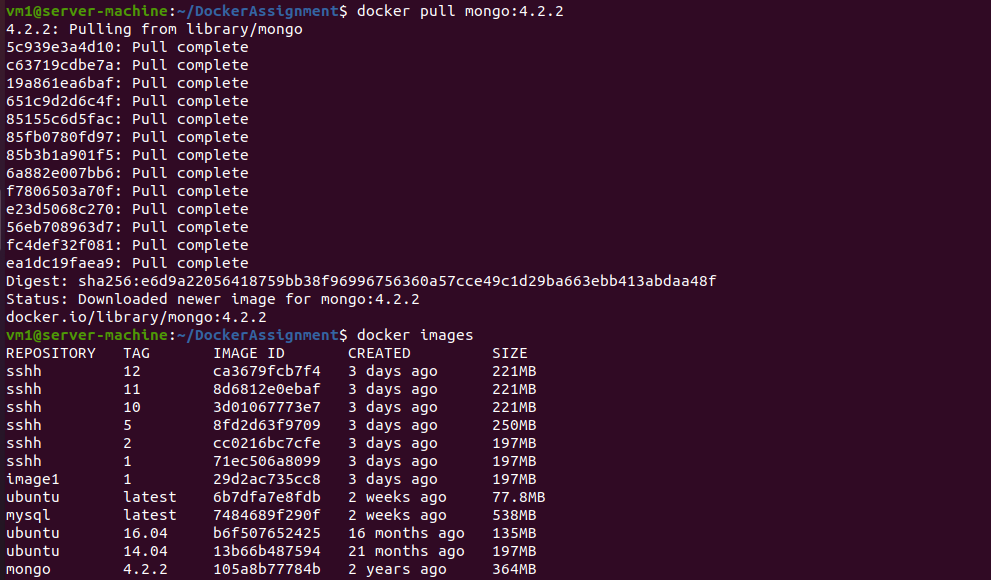 vm1@server-machine:~/DockerAssignment$ docker pull mongo:4.2.2
4.2.2: Pulling from library/mongo
5c939e3a4d10: Pull complete
c63719cdbe7a: Pull complete
19a861ea6baf: Pull complete
651c9d2d6c4f: Pull complete
85155c6d5fac: Pull complete
85fb0780fd97: Pull complete
85b3b1a901f5: Pull complete
6a882e007bb6: Pull complete
f7806503a70f: Pull complete
e23d5068c270: Pull complete
56eb708963d7: Pull complete
fc4def32f081: Pull complete
ea1dc19faea9: Pull complete
Digest: sha256:e6d9a22056418759bb38f96996756360a57cce49c1d29ba663ebb413abdaa48f
Status: Downloaded newer image for mongo:4.2.2
docker.io/library/mongo:4.2.2
vm1@server-machine:~/DockerAssignment$ docker images
REPOSITORY   TAG       IMAGE ID       CREATED         SIZE
sshh         12        ca3679fcb7f4   3 days ago      221MB
sshh         11        8d6812e0ebaf   3 days ago      221MB
sshh         10        3d01067773e7   3 days ago      221MB
sshh         5         8fd2d63f9709   3 days ago      250MB
sshh         2         cc0216bc7cfe   3 days ago      197MB
sshh         1         71ec506a8099   3 days ago      197MB
image1       1         29d2ac735cc8   3 days ago      197MB
ubuntu       latest    6b7dfa7e8fdb   2 weeks ago     77.8MB
mysql        latest    7484689f290f   2 weeks ago     538MB
ubuntu       16.04     b6f507652425   16 months ago   135MB
ubuntu       14.04     13b66b487594   21 months ago   197MB
mongo        4.2.2     105a8b77784b   2 years ago     364MB